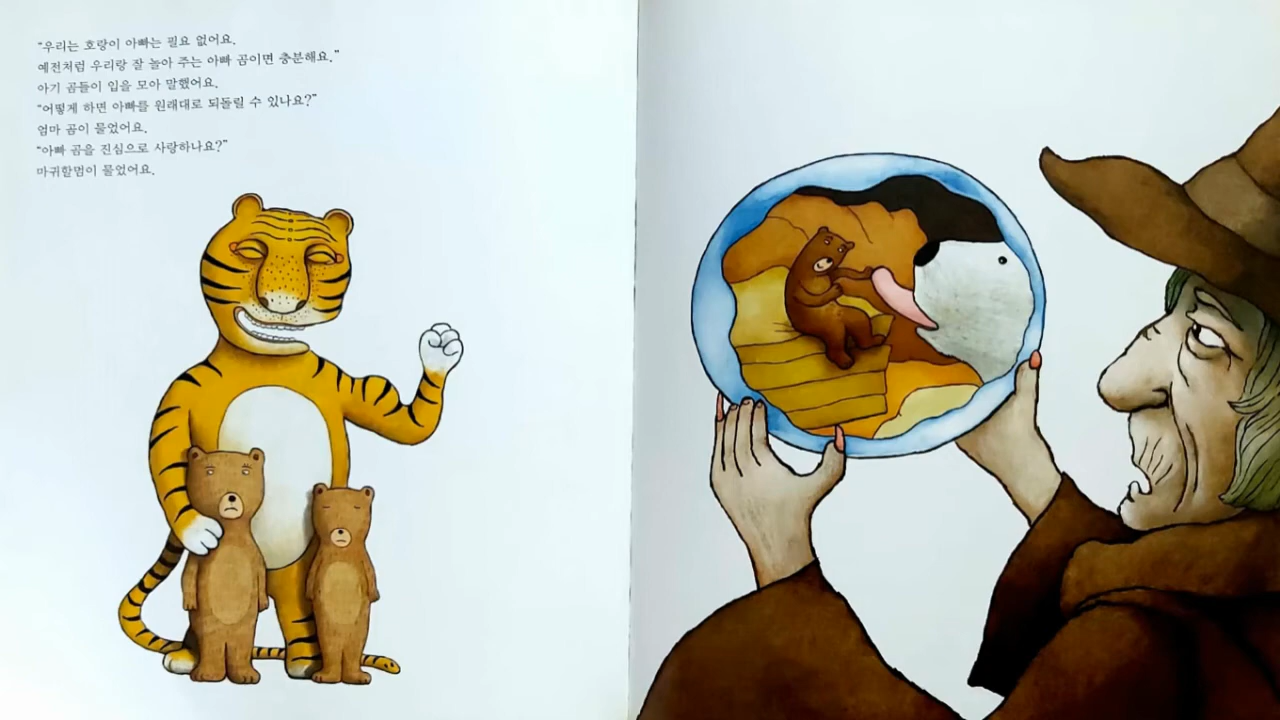 "우리는 호랑이 아빠는 필요 없어요.
예전처럼 우리랑 잘 놀아 주는 아빠 곰이면 충분해요."
아기 곰들이 입을 모아 말했어요.
"어떻게 하면 아빠를 원래대로 되돌릴 수 있나요?"
엄마 곰이 물었어요.
"아빠 곰을 진심으로 사랑하나요?"
마귀할멈이 물었어요.